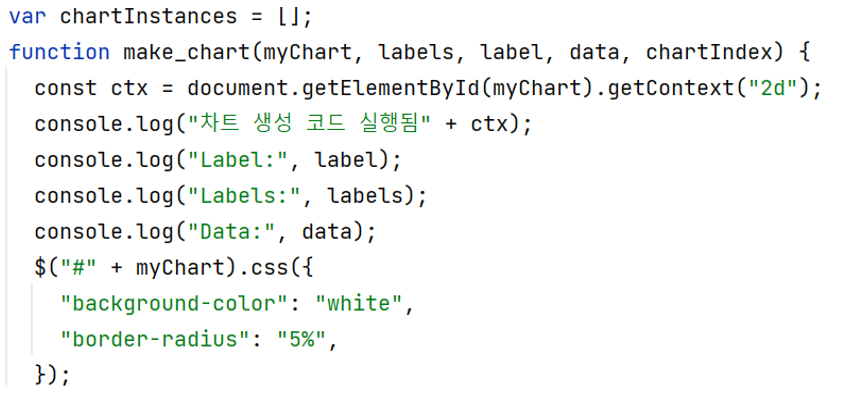 var chartInstances = [];
function make_chart(myChart, labels, label, data, chartIndex) {
  const ctx = document.getElementById(myChart).getContext("2d");
  console.log("차트 생성 코드 실행됨" + ctx);
  console.log("Label:", label);
  console.log("Labels:", labels);
  console.log("Data:", data);
  $("#" + myChart).css({
    "background-color": "white",
    "border-radius": "5%",
  });